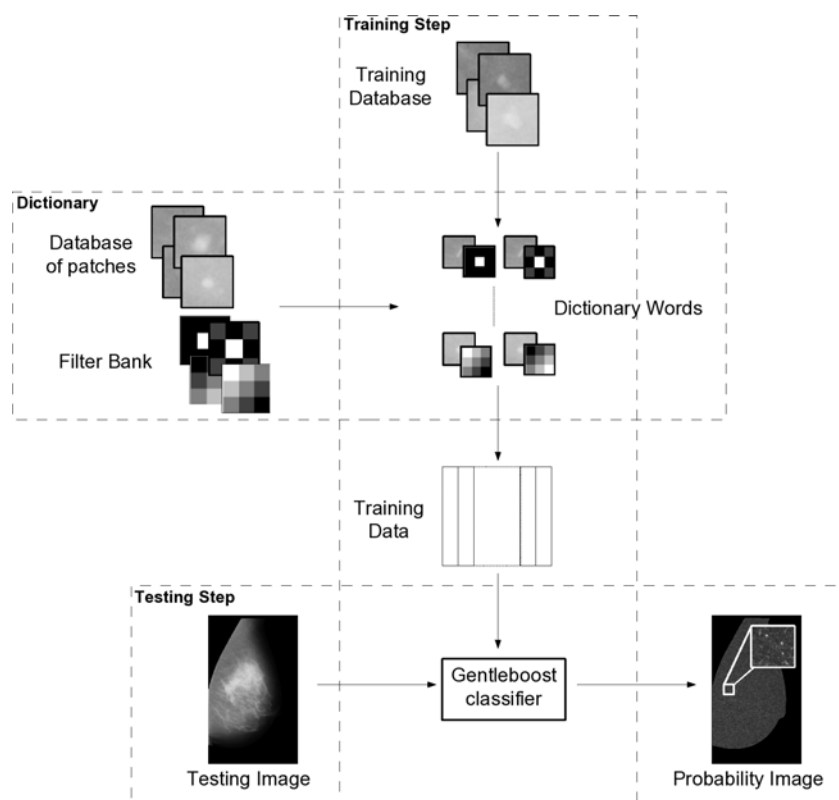 Training Step
Training
Database
Dictionary
Database
of patches
Dictionary Words
Filter Bank
Training
Data
Testing Step
Gentleboost
classifier
Testing Image
Probability Image